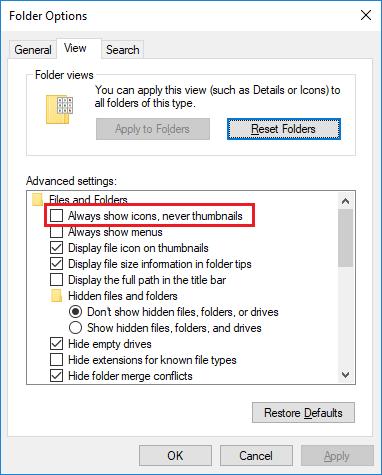 Folder Options
General
View
Search
Folder views
You can apply this view (such as Details or Icons) to
all folders of this type.
Apply to Folders
Reset Folders
Advanced settings:
Files and Folders
Always show icons, never thumbnails
Always show menus
Display file icon on thumbnails
Display file size information in folder tips
Display the full path in the title bar
Hidden files and folders
Don't show hidden files, folders, or drives
Show hidden files, folders, and drives
Hide empty drives
Hide extensions for known file types
Hide folder merge conflicts
Restore Defaults
OK
Cancel
Apply